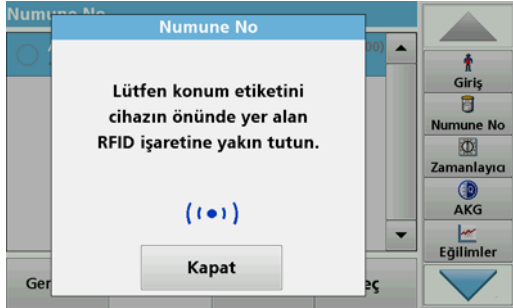 Numune No
Numune No
00)
Lütfen konum etiketini
cihazın önünde yer alan
RFID işaretine yakın tutun.
Kapat
Ger
eç
Giriş
Numune No
Zamanlayıcı
AKG
Eğilimler